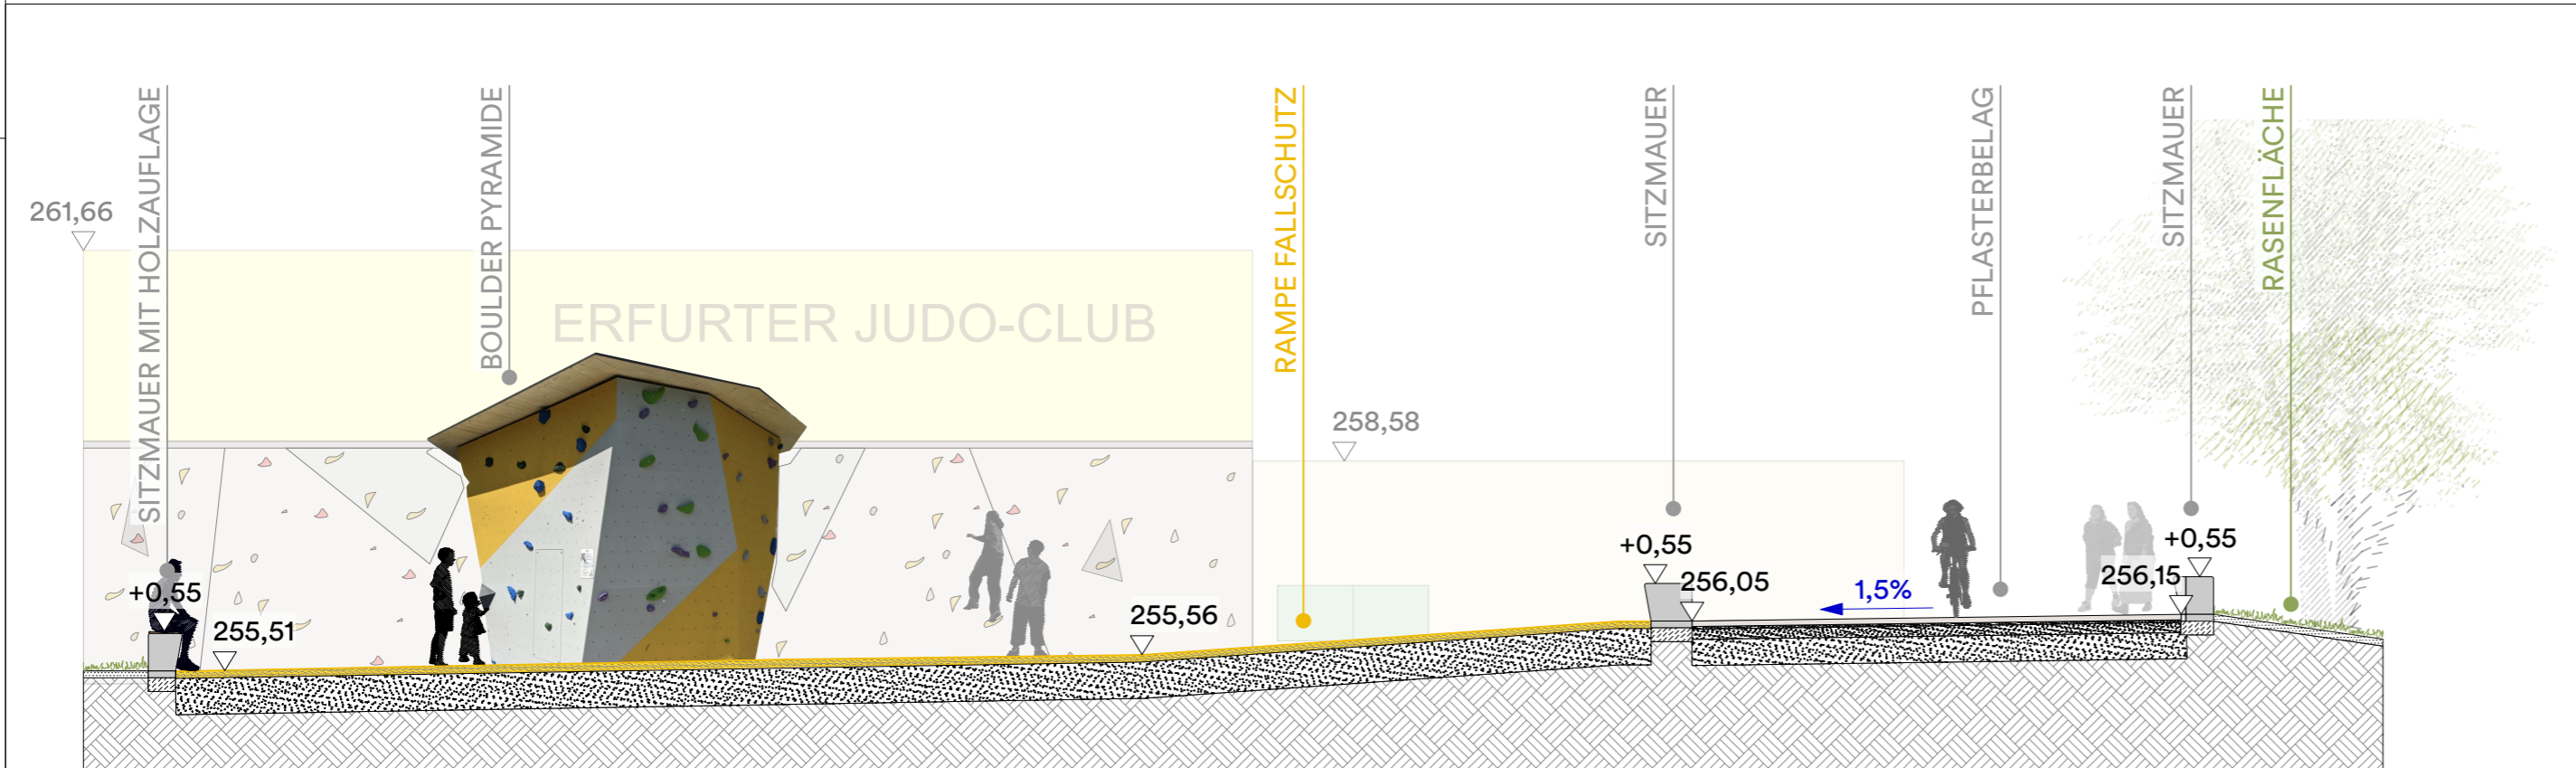 SITZMAUER MIT HOLZAUFLAGE
BOULDER PYRAMIDE
RAMPE FALLSCHUTZ
SITZMAUER
PFLASTERBELAG
SITZMAUER
RASENFLÄCHE
261,66
ERFURTER JUDO-CLUB
258,58
+0,55
255,51
255,56
+0,55
256,05
1,5%
256,15
+0,55